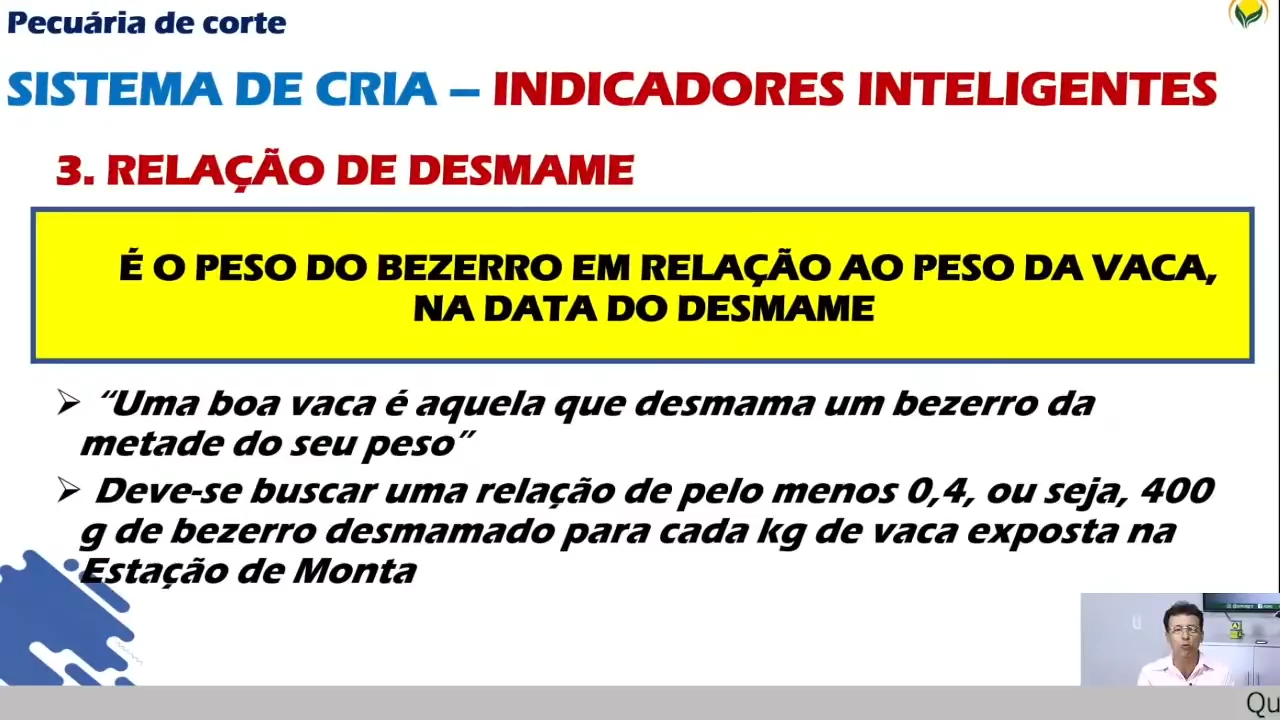 Pecuária de corte
SISTEMA DE CRIA – INDICADORES INTELIGENTES
3. RELAÇÃO DE DESMAME
É O PESO DO BEZERRO EM RELAÇÃO AO PESO DA VACA,
NA DATA DO DESMAME
➢ “Uma boa vaca é aquela que desmama um bezerro da
metade do seu peso”
➢ Deve-se buscar uma relação de pelo menos 0,4, ou seja, 400
g de bezerro desmamado para cada kg de vaca exposta na
Estação de Monta
Qu